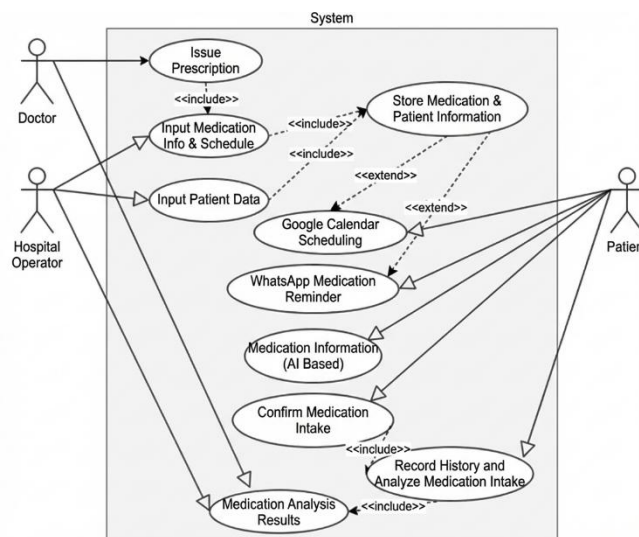 System
Issue
Prescription
Doctor
<<include>>
Input Medication
Info & Schedule
<<include>>
Store Medication &
Patient Information
<<include>>
Input Patient Data
Hospital
Operator
<<extend>>
<<extend>>
Google Calendar
Scheduling
Patien
WhatsApp Medication
Reminder
Medication Information
(AI Based)
Confirm Medication
Intake
<<include>>
Record History and
Analyze Medication Intake
<<include>>
Medication Analysis
Results